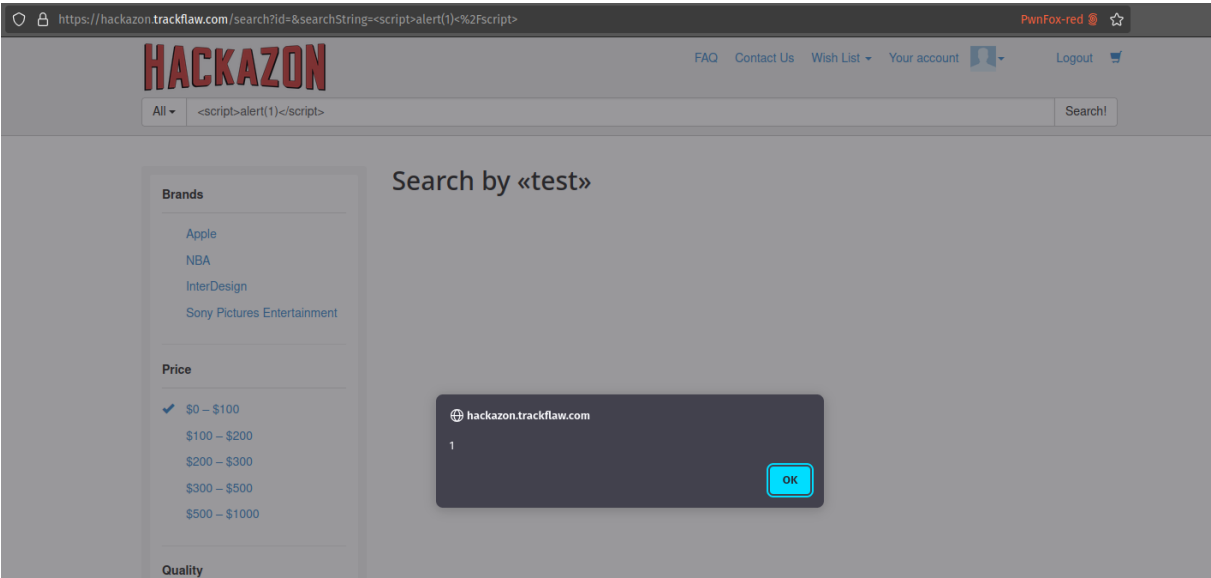 https://hackazon.trackflaw.com/search?id=&searchString=<script>alert(1)<%2Fscript>
PwnFox-red
HACKAZON
FAQ Contact Us Wish List Your account Logout
All <script>alert(1)</script> Search!
Search by «test»
Brands
Apple
NBA
InterDesign
Sony Pictures Entertainment
Price
$0 – $100
$100 – $200
$200 – $300
$300 – $500
$500 – $1000
Quality
hackazon.trackflaw.com
1
OK